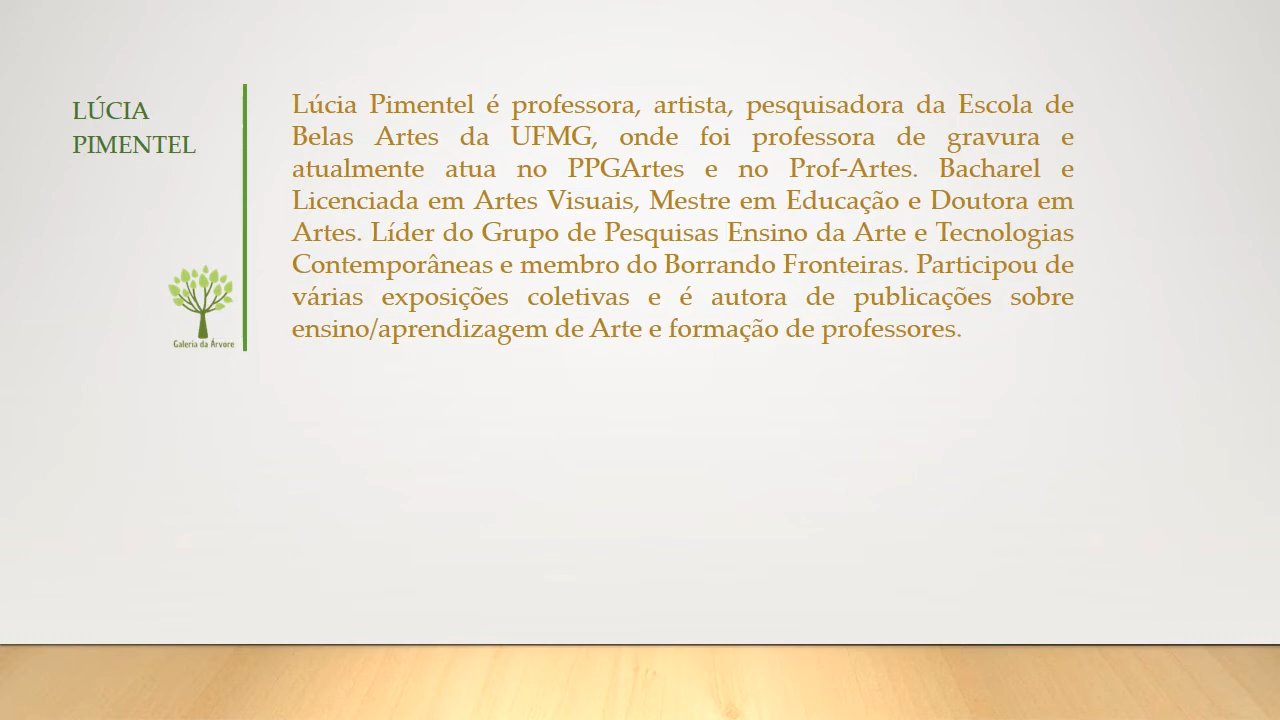 LÚCIA
PIMENTEL
Galeria da Árvore
Lúcia Pimentel é professora, artista, pesquisadora da Escola de
Belas Artes da UFMG, onde foi professora de gravura e
atualmente atua no PPGArtes e no Prof-Artes. Bacharel e
Licenciada em Artes Visuais, Mestre em Educação e Doutora em
Artes. Líder do Grupo de Pesquisas Ensino da Arte e Tecnologias
Contemporâneas e membro do Borrando Fronteiras. Participou de
várias exposições coletivas e é autora de publicações sobre
ensino/aprendizagem de Arte e formação de professores.